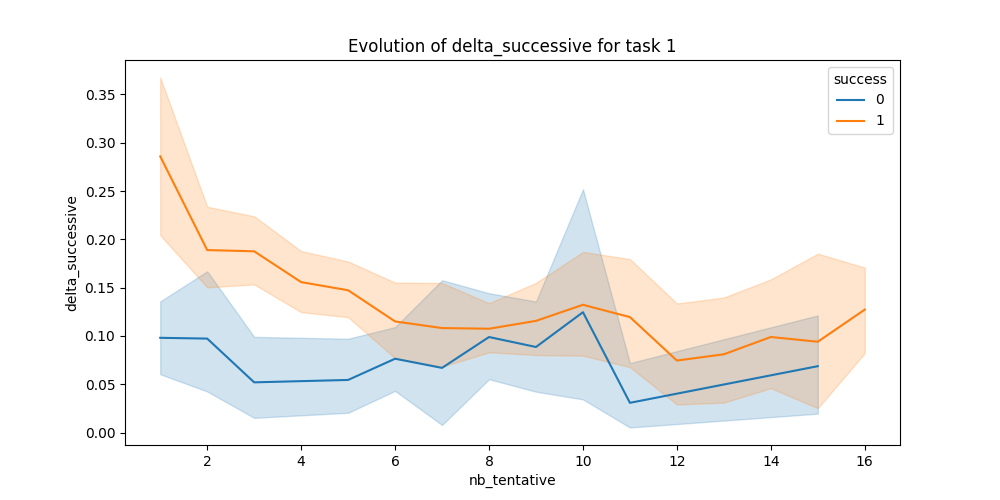 Evolution of delta_successive for task 1
success
0
1
0.35
0.30
0.25
0.20
0.15
0.10
0.05
0.00
delta_successive
2 4 6 8 10 12 14 16
nb_tentative